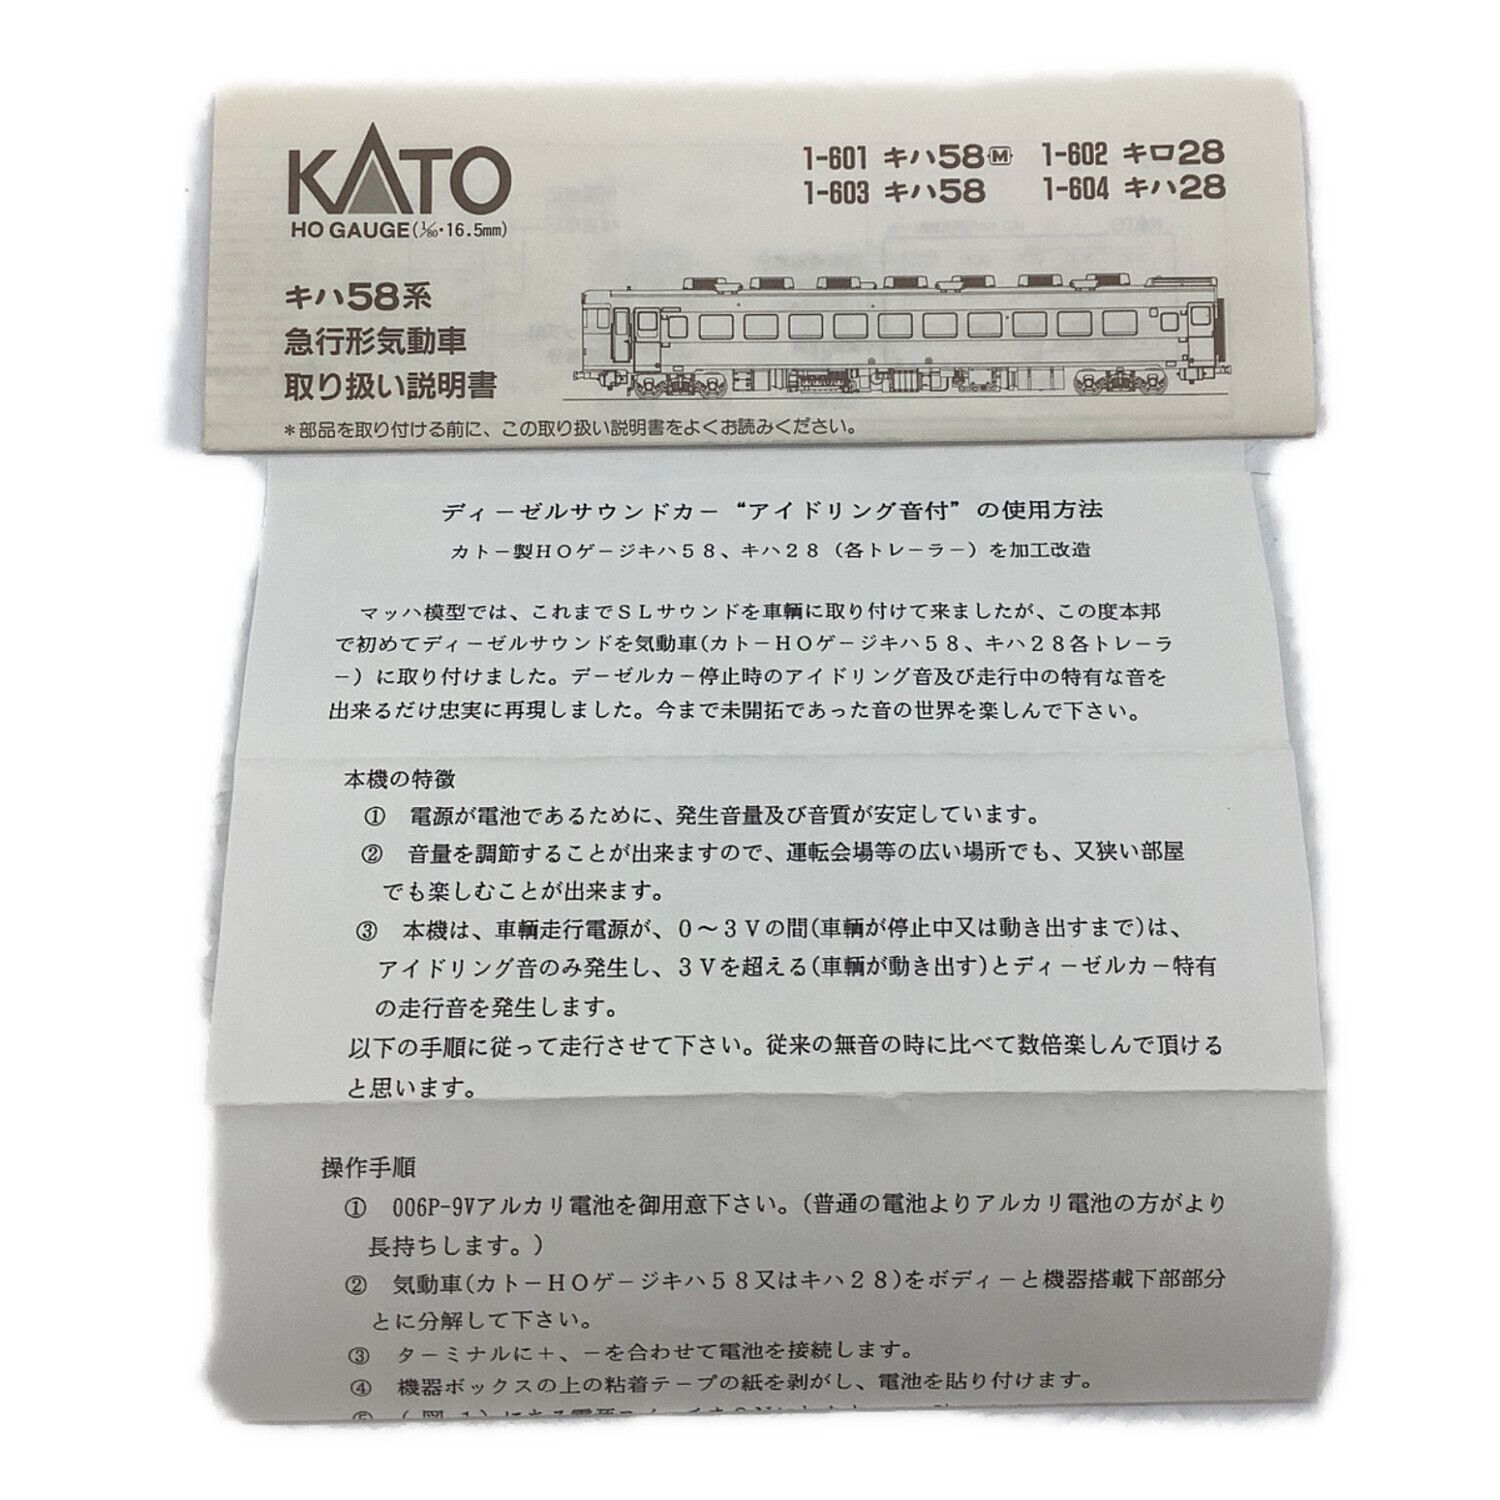 KATO
HO GAUGE(1/80・16.5mm)
1-601 キハ58 M 1-602 キロ28
1-603 キハ58 1-604 キハ28
キハ58系
急行形気動車
取り扱い説明書
*部品を取り付ける前に、この取り扱い説明書をよくお読みください。
ディーゼルサウンドカー“アイドリング音付”の使用方法
カトー製HOゲージキハ58、キハ28(各トレーラー)を加工改造
マッハ模型では、これまでSLサウンドを車輌に取り付けて来ましたが、この度本邦
で初めてディーゼルサウンドを気動車(カトーHOゲージキハ58、キハ28各トレーラ
ー)に取り付けました。デーゼルカー停止時のアイドリング音及び走行中の特有な音を
出来るだけ忠実に再現しました。今まで未開拓であった音の世界を楽しんで下さい。
本機の特徴
① 電源が電池であるために、発生音量及び音質が安定しています。
② 音量を調節することが出来ますので、運転会場等の広い場所でも、又狭い部屋
でも楽しむことが出来ます。
③ 本機は、車輌走行電源が、0~3Vの間(車輌が停止中又は動き出すまで)は、
アイドリング音のみ発生し、3Vを超える(車輌が動き出す)とディーゼルカー特有
の走行音を発生します。
以下の手順に従って走行させて下さい。従来の無音の時に比べて数倍楽しんで頂ける
と思います。
操作手順
① 006P-9Vアルカリ電池を御用意下さい。(普通の電池よりアルカリ電池の方がより
長持ちします。)
② 気動車(カトーHOゲージキハ58又はキハ28)をボディーと機器搭載下部部分
とに分解して下さい。
③ ターミナルに+、-を合わせて電池を接続します。
④ 機器ボックスの上の粘着テープの紙を剥がし、電池を貼り付けます。